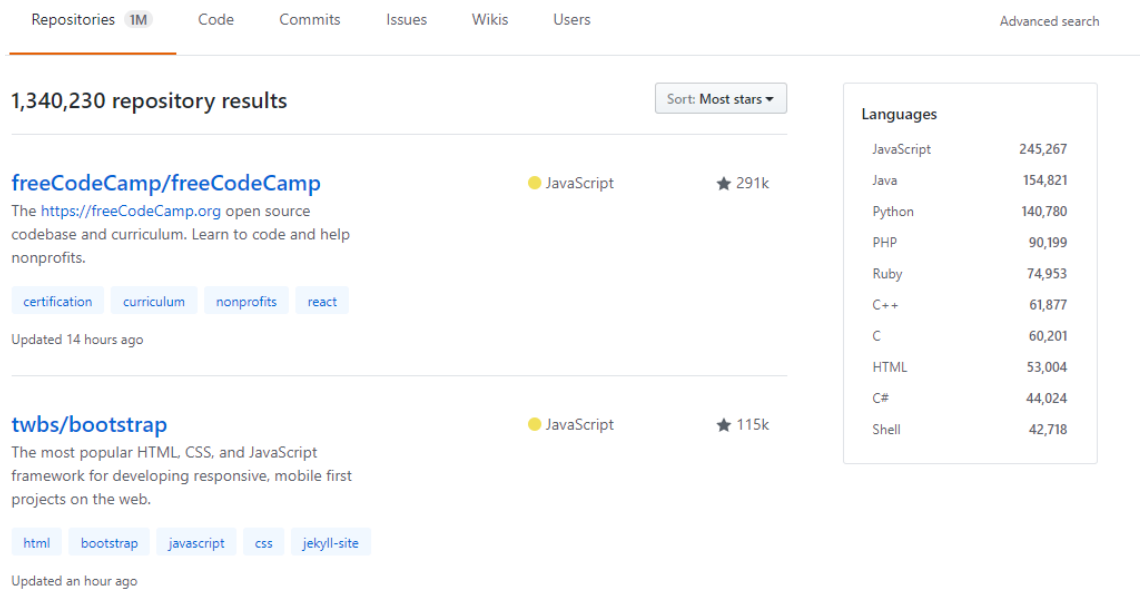 Repositories 1M Code Commits Issues Wikis Users Advanced search
1,340,230 repository results
Sort: Most stars
freeCodeCamp/freeCodeCamp
JavaScript
291k
The https://freeCodeCamp.org open source
codebase and curriculum. Learn to code and help
nonprofits.
certification curriculum nonprofits react
Updated 14 hours ago
twbs/bootstrap
JavaScript
115k
The most popular HTML, CSS, and JavaScript
framework for developing responsive, mobile first
projects on the web.
html bootstrap javascript css jekyll-site
Updated an hour ago
Languages
JavaScript 245,267
Java 154,821
Python 140,780
PHP 90,199
Ruby 74,953
C++ 61,877
C 60,201
HTML 53,004
C# 44,024
Shell 42,718